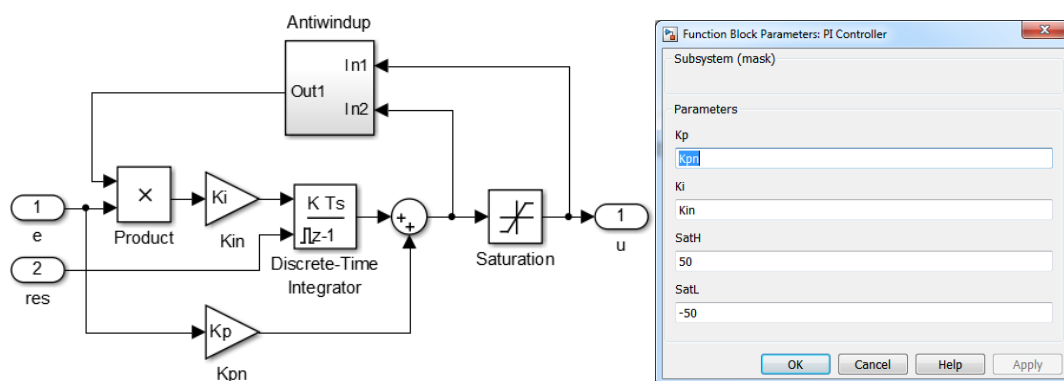 Antiwindup
In1
Out1
In2
×
Ki
K Ts
z-1
+
+
1
e
Product
Kin
Discrete-Time
Integrator
Saturation
1
u
2
res
Kp
Kpn
Function Block Parameters: PI Controller
Subsystem (mask)
Parameters
Kp
Kpn
Ki
Kin
SatH
50
SatL
-50
OK Cancel Help Apply